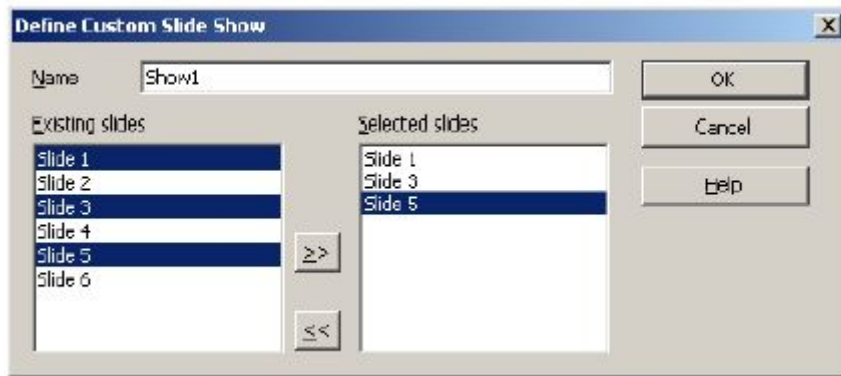 Define Custom Slide Show
Name Show1
OK
Existing slides
Selected slides
Cancel
Slide 1
Slide 2
Slide 3
Slide 4
Slide 5
Slide 6
>>
<<
Slide 1
Slide 3
Slide 5
Help